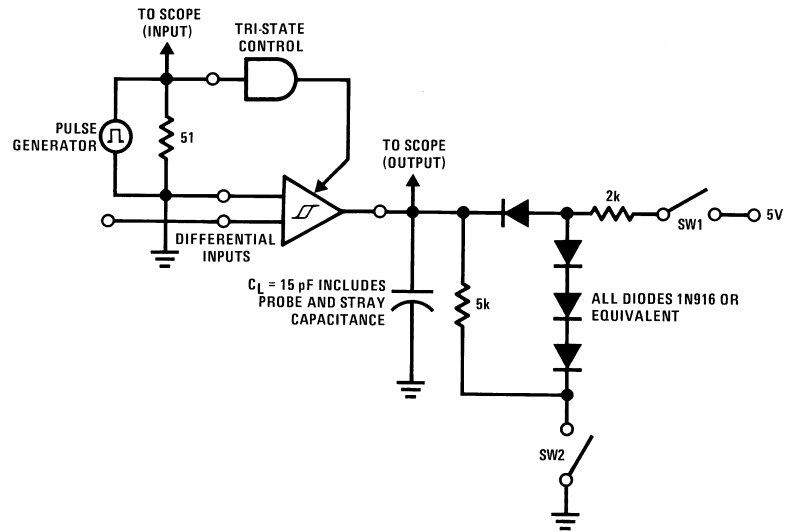 TO SCOPE
(INPUT)
TRI-STATE
CONTROL
PULSE
GENERATOR
51
TO SCOPE
(OUTPUT)
2k
SW1
5V
DIFFERENTIAL
INPUTS
CL = 15 pF INCLUDES
PROBE AND STRAY
CAPACITANCE
5k
ALL DIODES 1N916 OR
EQUIVALENT
SW2